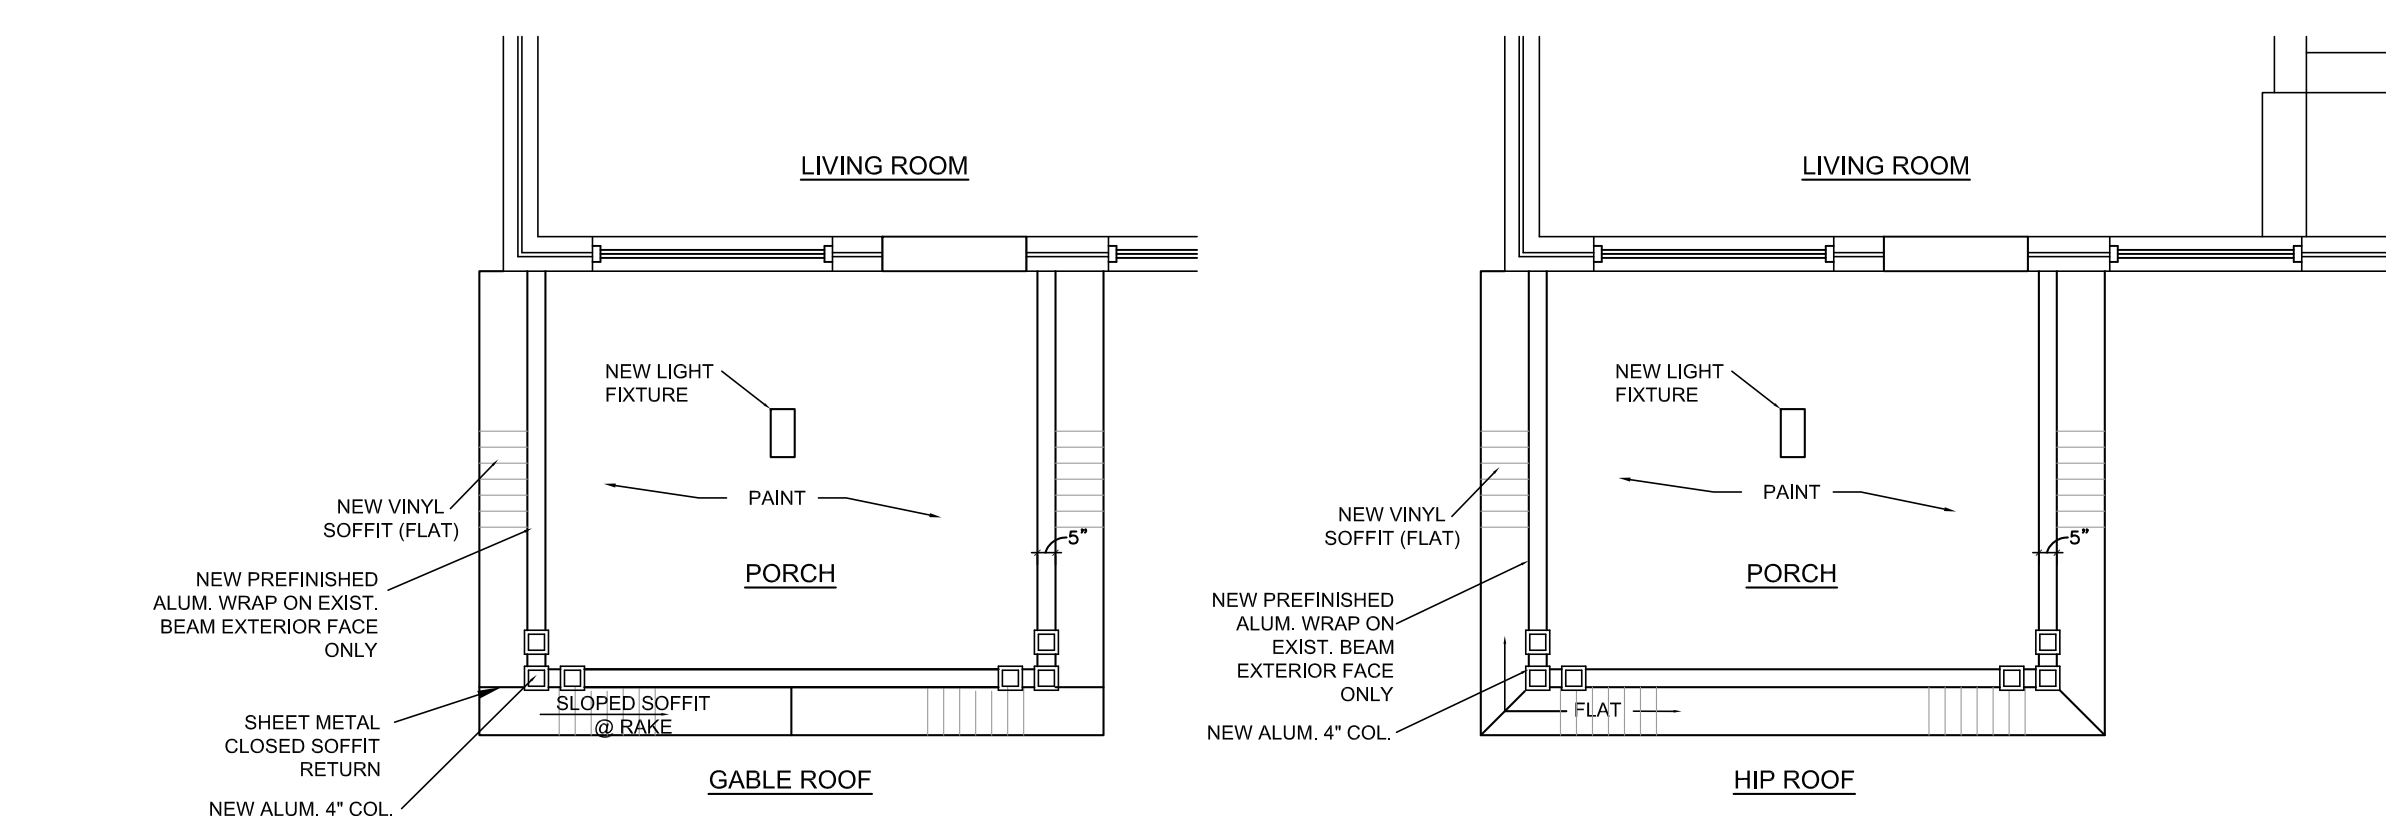 LIVING ROOM
NEW LIGHT
FIXTURE
PAINT
NEW VINYL
SOFFIT (FLAT)
5"
PORCH
NEW PREFINISHED
ALUM. WRAP ON EXIST.
BEAM EXTERIOR FACE
ONLY
SLOPED SOFFIT
@ RAKE
SHEET METAL
CLOSED SOFFIT
RETURN
NEW ALUM. 4" COL.
GABLE ROOF
LIVING ROOM
NEW LIGHT
FIXTURE
PAINT
NEW VINYL
SOFFIT (FLAT)
5"
PORCH
NEW PREFINISHED
ALUM. WRAP ON
EXIST. BEAM
EXTERIOR FACE
ONLY
FLAT
NEW ALUM. 4" COL.
HIP ROOF